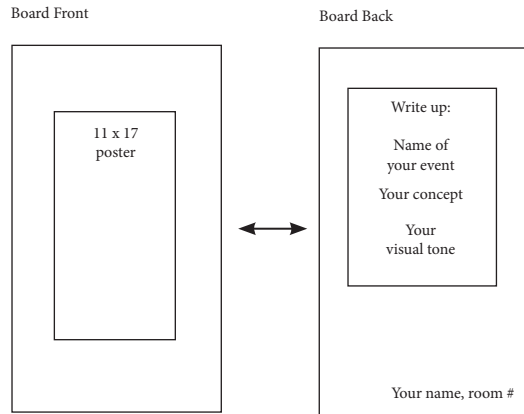 Board Front
11 x 17
poster
Board Back
Write up:
Name of
your event
Your concept
Your
visual tone
Your name, room #